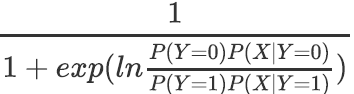 1
1 + exp(ln P(Y=0)P(X|Y=0)
P(Y=1)P(X|Y=1) )